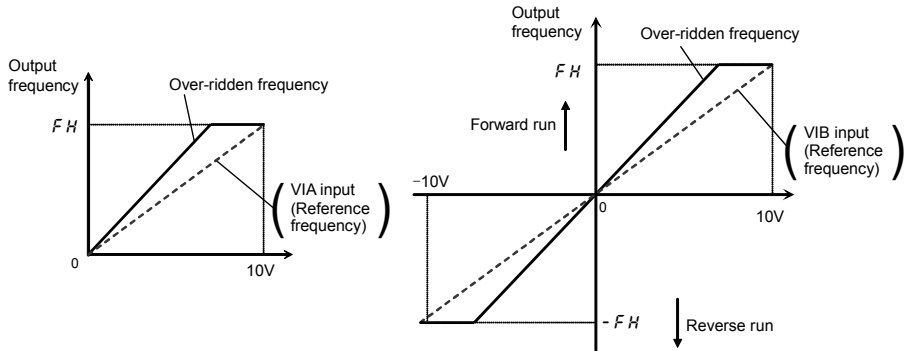 Output
frequency
Over-ridden frequency
FH
VIA input
(Reference
frequency)
0
10V
Output
frequency
Over-ridden frequency
FH
Forward run
VIB input
(Reference
frequency)
−10V
0
10V
-FH
Reverse run